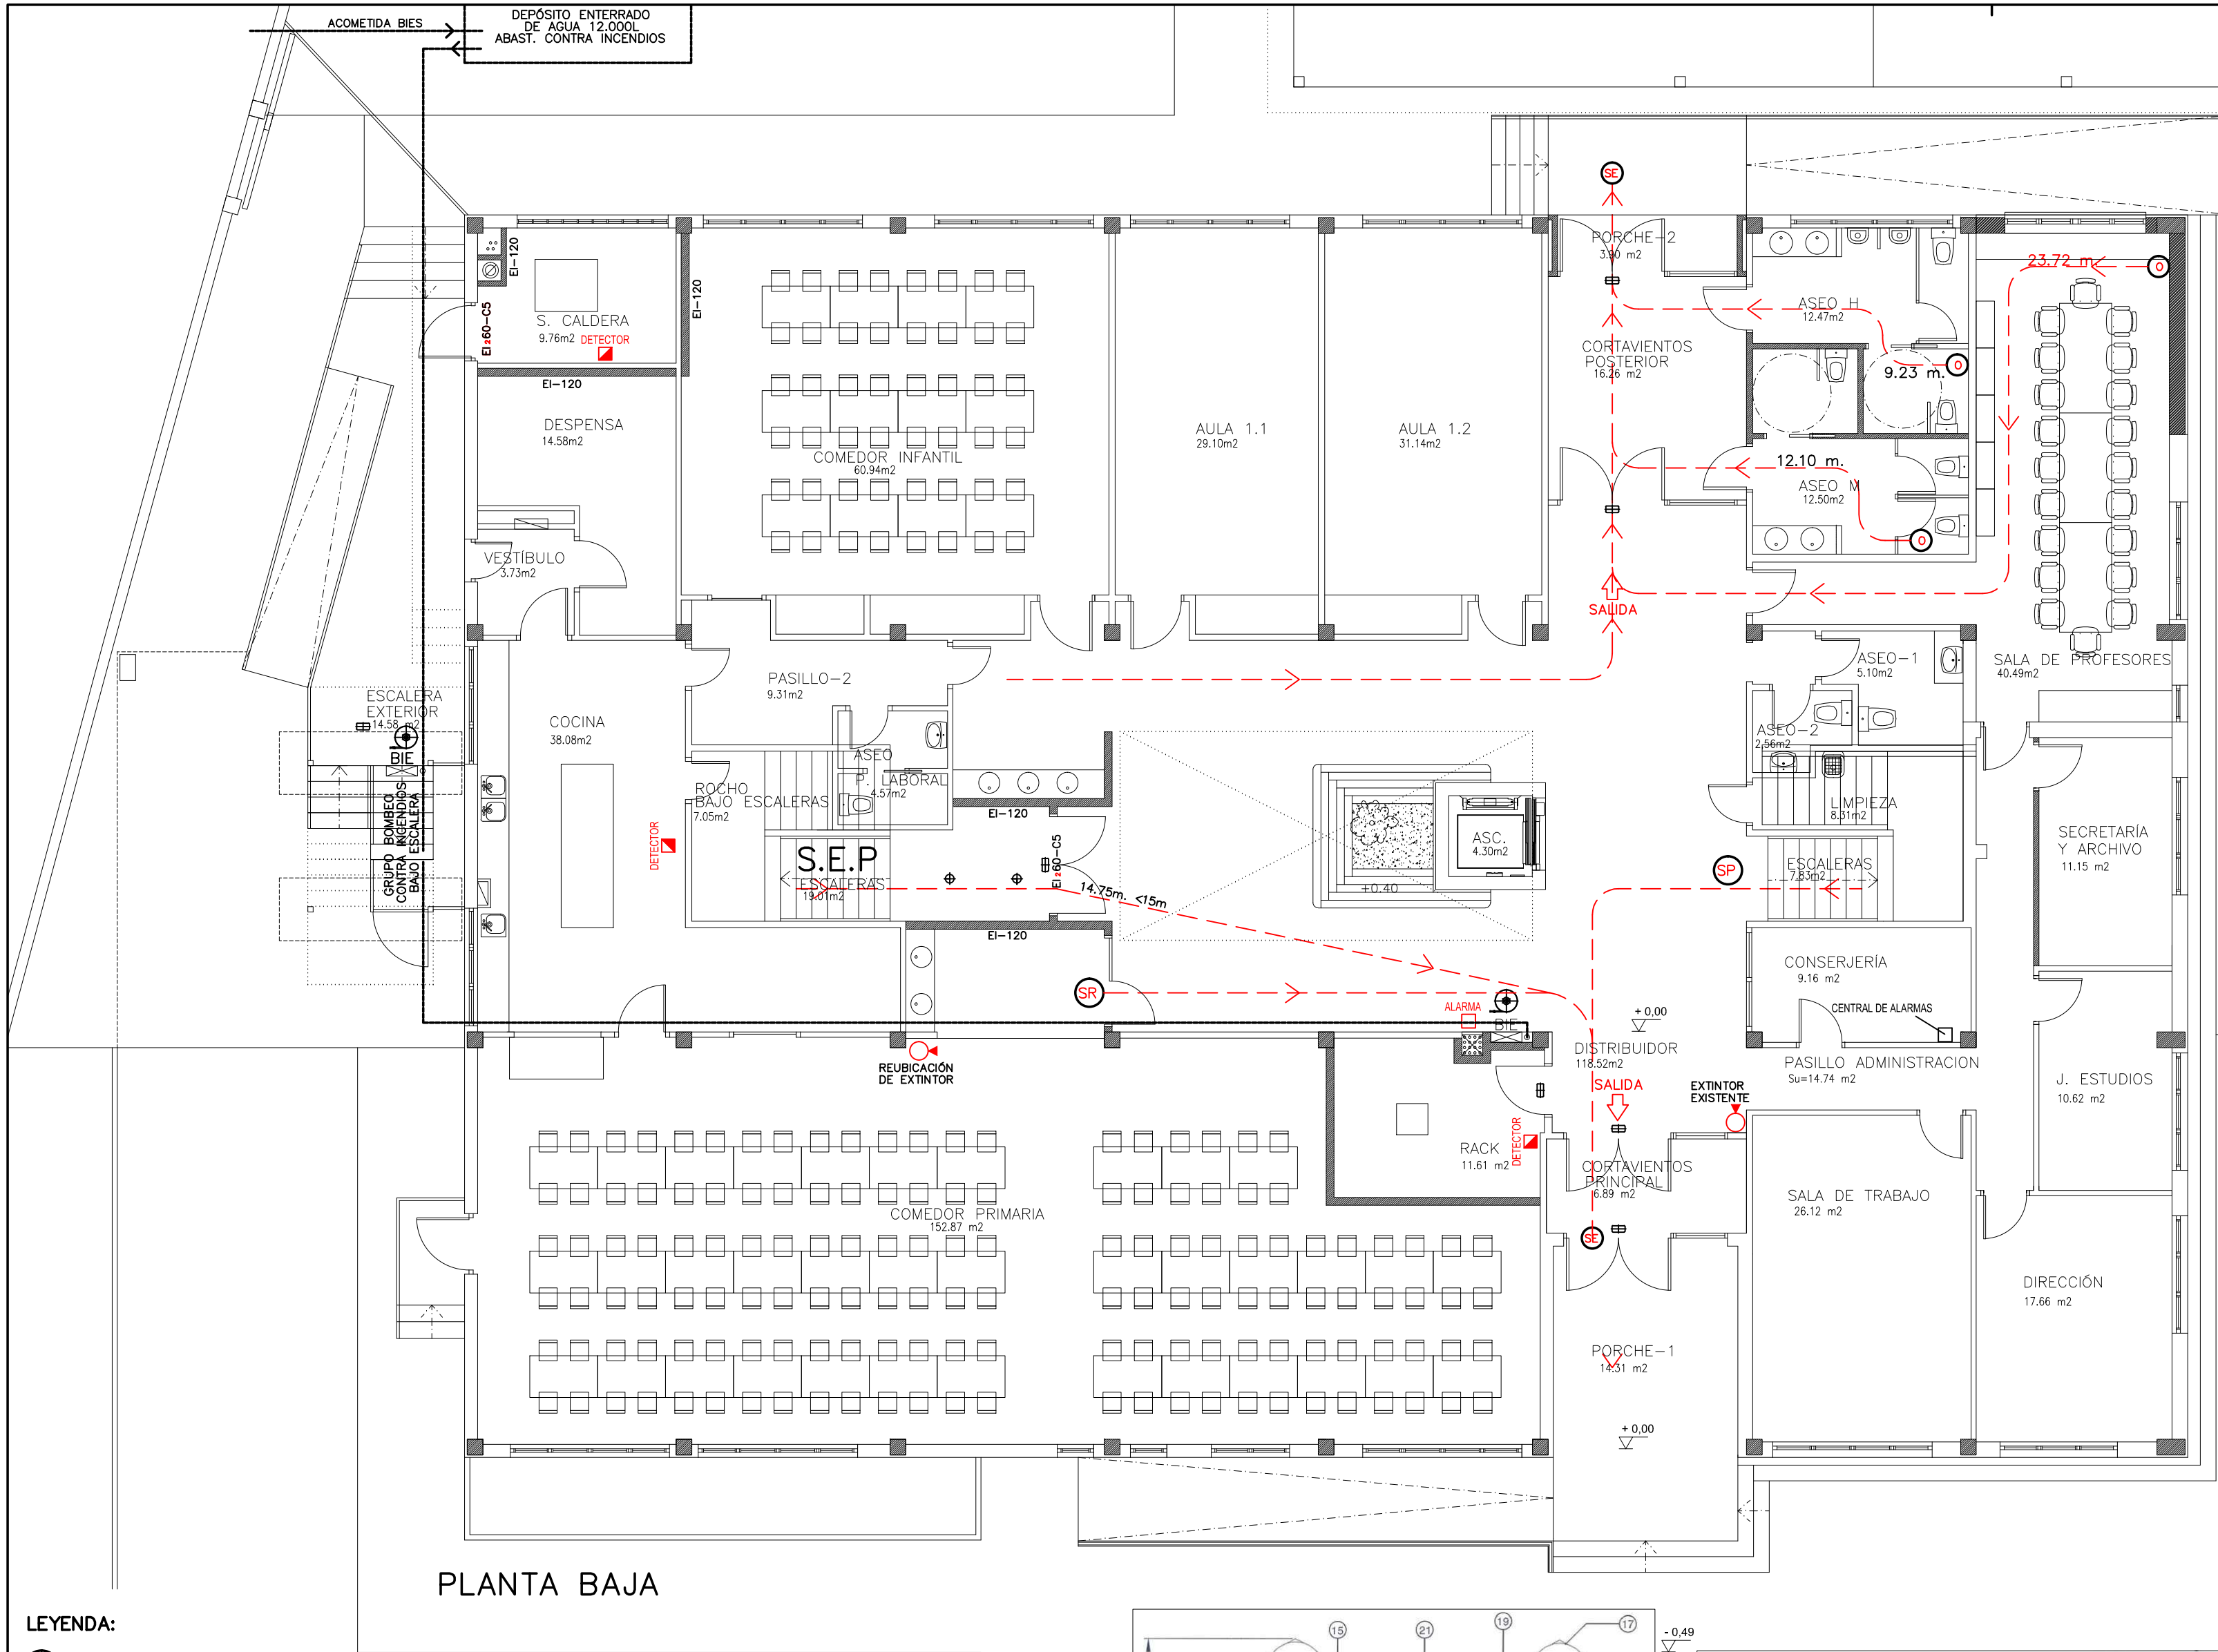 ACOMETIDA BIES
DEPÓSITO ENTERRADO
DE AGUA 12.000L
ABAST. CONTRA INCENDIOS
SE
PORCHE-2
3.90 m2
EI-120
EI-120
EI₂60-C5
S. CALDERA
9.76m2
DETECTOR
EI-120
DESPENSA
14.58m2
COMEDOR INFANTIL
60.94m2
AULA 1.1
29.10m2
AULA 1.2
31.14m2
CORTAVIENTOS
POSTERIOR
16.26 m2
ASEO H
12.47m2
23.72 m.
O
9.23 m.
O
12.10 m.
ASEO M
12.50m2
O
VESTÍBULO
3.73m2
SALIDA
PASILLO-2
9.31m2
ASEO-1
5.10m2
SALA DE PROFESORES
40.49m2
ESCALERA
EXTERIOR
14.58 m2
BIE
GRUPO BOMBEO
CONTRA INCENDIOS
BAJO ESCALERA
COCINA
38.08m2
DETECTOR
ASEO
P. LABORAL
4.57m2
ROCHO
BAJO ESCALERAS
7.05m2
ASEO-2
2.56m2
LIMPIEZA
8.31m2
SECRETARÍA
Y ARCHIVO
11.15 m2
EI-120
EI₂60-C5
S.E.P
ESCALERAS
19.01m2
ASC.
4.30m2
+0.40
14.75m. <15m
SP
ESCALERAS
7.83m2
EI-120
SR
CONSERJERÍA
9.16 m2
CENTRAL DE ALARMAS
ALARMA
BIE
+ 0,00
DISTRIBUIDOR
118.52m2
PASILLO ADMINISTRACION
Su=14.74 m2
REUBICACIÓN
DE EXTINTOR
SALIDA
EXTINTOR
EXISTENTE
J. ESTUDIOS
10.62 m2
RACK
11.61 m2
DETECTOR
CORTAVIENTOS
PRINCIPAL
6.89 m2
SALA DE TRABAJO
26.12 m2
COMEDOR PRIMARIA
152.87 m2
SE
DIRECCIÓN
17.66 m2
PORCHE-1
14.31 m2
+ 0,00
PLANTA BAJA
LEYENDA:
15
21
19
17
- 0,49